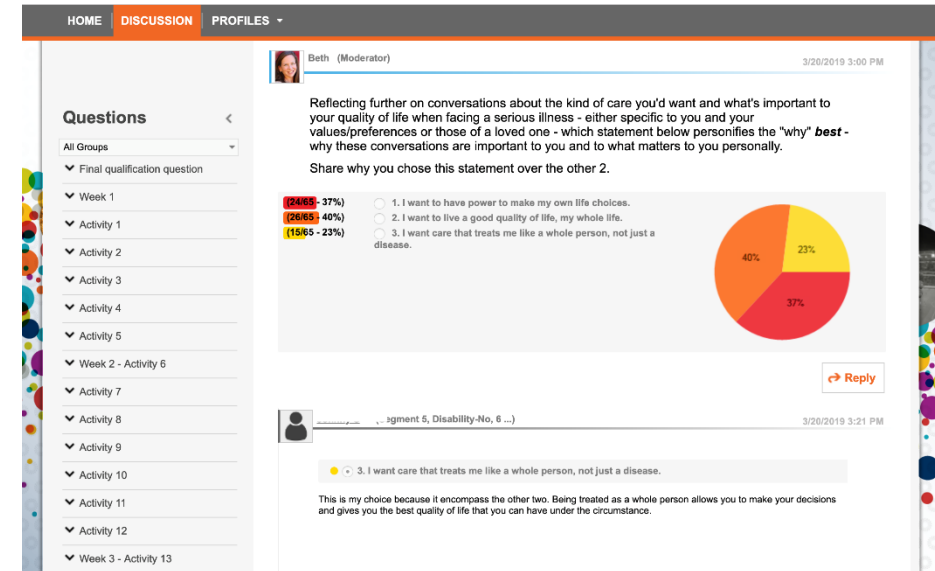 HOME DISCUSSION PROFILES
Beth (Moderator)
3/20/2019 3:00 PM
Questions
All Groups
Final qualification question
Week 1
Activity 1
Activity 2
Activity 3
Activity 4
Activity 5
Week 2 - Activity 6
Activity 7
Activity 8
Activity 9
Activity 10
Activity 11
Activity 12
Week 3 - Activity 13
Reflecting further on conversations about the kind of care you'd want and what's important to
your quality of life when facing a serious illness - either specific to you and your
values/preferences or those of a loved one - which statement below personifies the "why" best -
why these conversations are important to you and to what matters to you personally.
Share why you chose this statement over the other 2.
(24/65 - 37%) 1. I want to have power to make my own life choices.
(26/65 - 40%) 2. I want to live a good quality of life, my whole life.
(15/65 - 23%) 3. I want care that treats me like a whole person, not just a
disease.
40%
23%
37%
Reply
egment 5, Disability-No, 6 ...)
3/20/2019 3:21 PM
3. I want care that treats me like a whole person, not just a disease.
This is my choice because it encompass the other two. Being treated as a whole person allows you to make your decisions
and gives you the best quality of life that you can have under the circumstance.